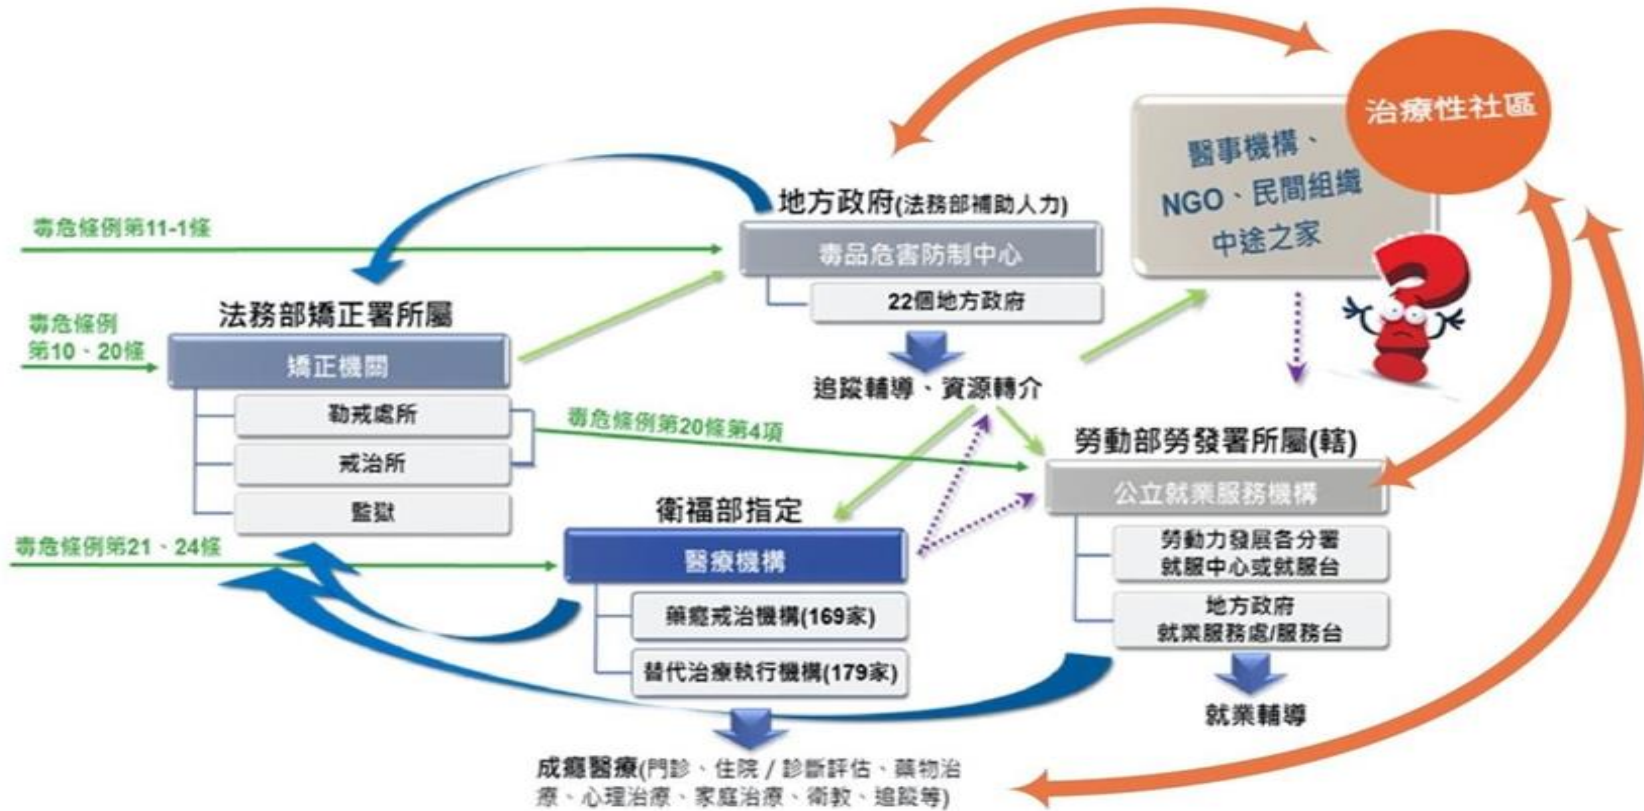 治療性社區
醫事機構、
NGO、民間組織
中途之家
地方政府(法務部補助人力)
毒危條例第11-1條
毒品危害防制中心
22個地方政府
法務部矯正署所屬
毒危條例
第10、20條
矯正機關
追蹤輔導、資源轉介
勒戒處所
毒危條例第20條第4項
勞動部勞發署所屬(轄)
戒治所
公立就業服務機構
監獄
衛福部指定
毒危條例第21、24條
醫療機構
勞動力發展各分署
就服中心或就服台
藥癮戒治機構(169家)
地方政府
就業服務處/服務台
替代治療執行機構(179家)
就業輔導
成癮醫療(門診、住院 / 診斷評估、藥物治
療、心理治療、家庭治療、衛教、追蹤等)